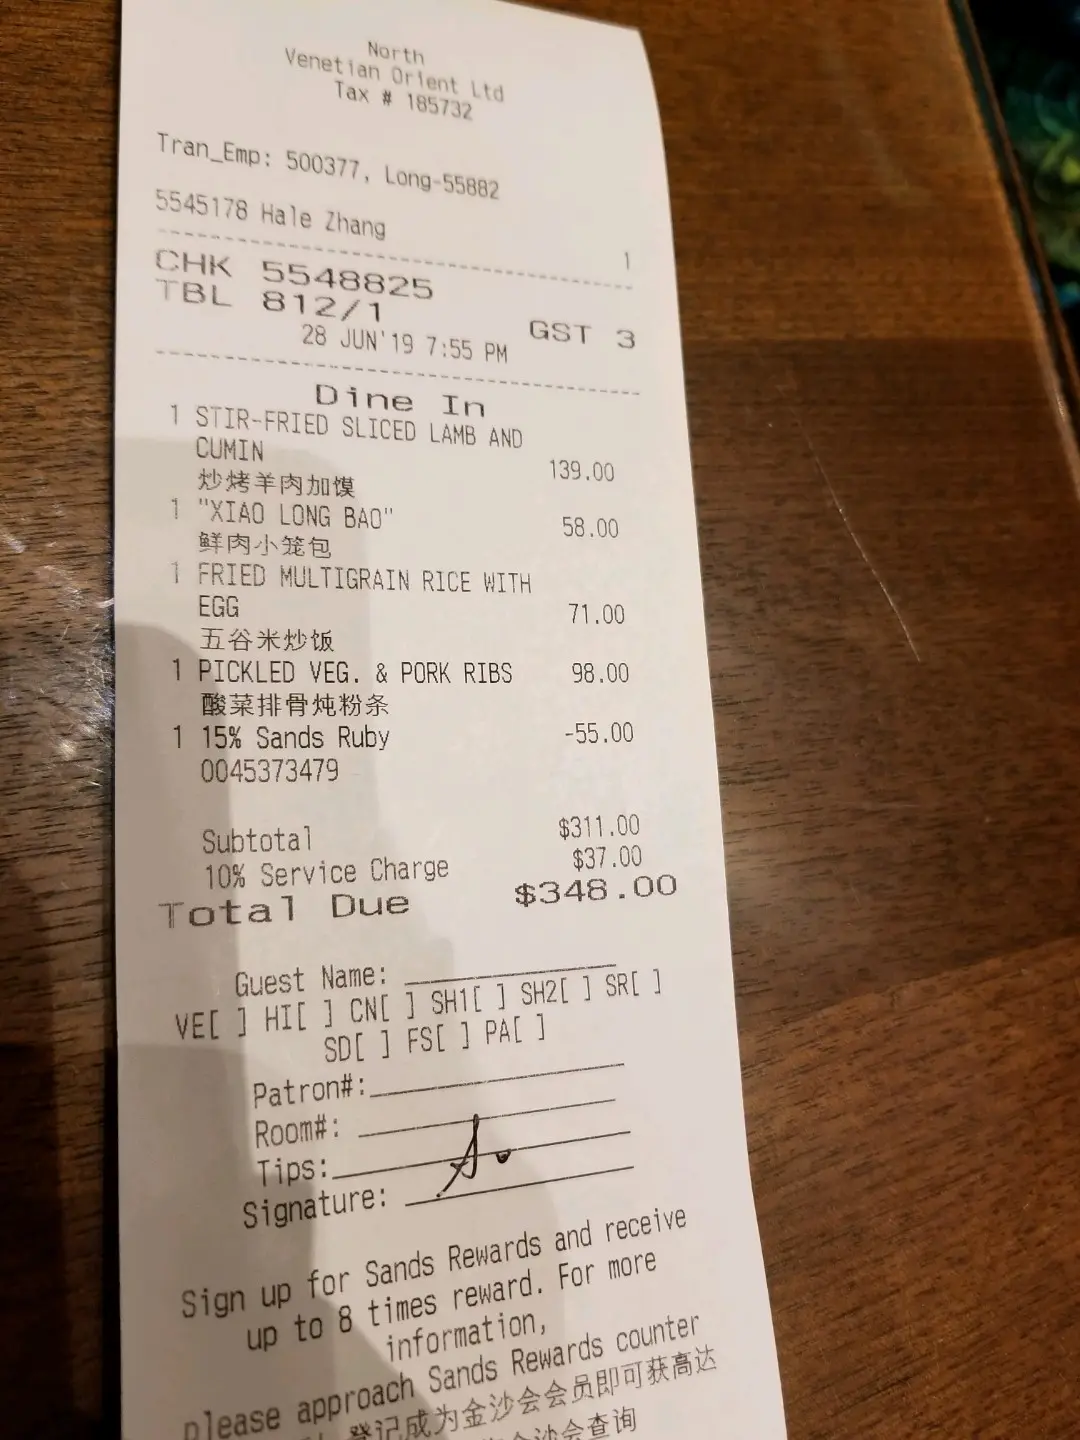 North
Venetian Orient Ltd
Tax # 185732
Tran_Emp: 500377, Long-55882
5545178 Hale Zhang
1
CHK 5548825
TBL 812/1 GST 3
28 JUN'19 7:55 PM
Dine In
1 STIR-FRIED SLICED LAMB AND
CUMIN 139.00
炒烤羊肉加馍
1 "XIAO LONG BAO" 58.00
鲜肉小笼包
1 FRIED MULTIGRAIN RICE WITH
EGG 71.00
五谷米炒饭
1 PICKLED VEG. & PORK RIBS 98.00
酸菜排骨炖粉条
1 15% Sands Ruby -55.00
0045373479
Subtotal $311.00
10% Service Charge $37.00
Total Due $348.00
Guest Name:
VE[ ] HI[ ] CN[ ] SH1[ ] SH2[ ] SR[ ]
SD[ ] FS[ ] PA[ ]
Patron#:
Room#:
Tips:
Signature:
Sign up for Sands Rewards and receive
up to 8 times reward. For more
information,
please approach Sands Rewards counter
登记成为金沙会会员即可获高达
金沙会查询